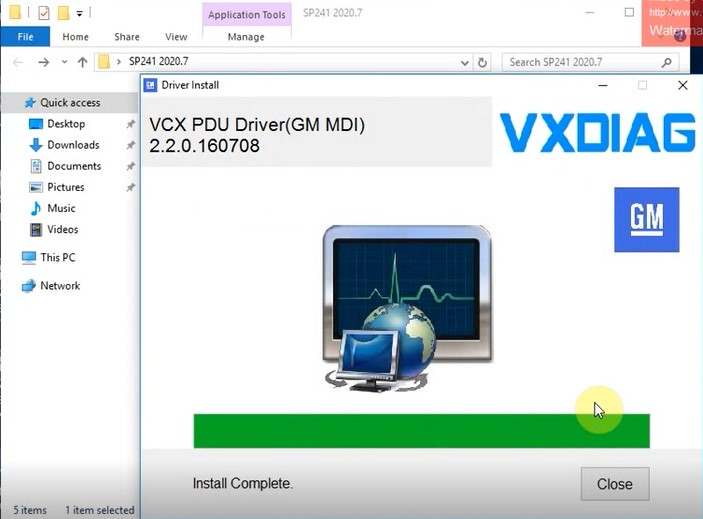 Application Tools
SP241 2020.7
File
Home
Share
View
Manage
http://www.
Waterma
SP241 2020.7
Search SP241 2020.7
Quick access
Desktop
Downloads
Documents
Pictures
Music
Videos
This PC
Network
5 items
1 item selected
Driver Install
VCX PDU Driver(GM MDI)
2.2.0.160708
VXDIAG
GM
Install Complete.
Close